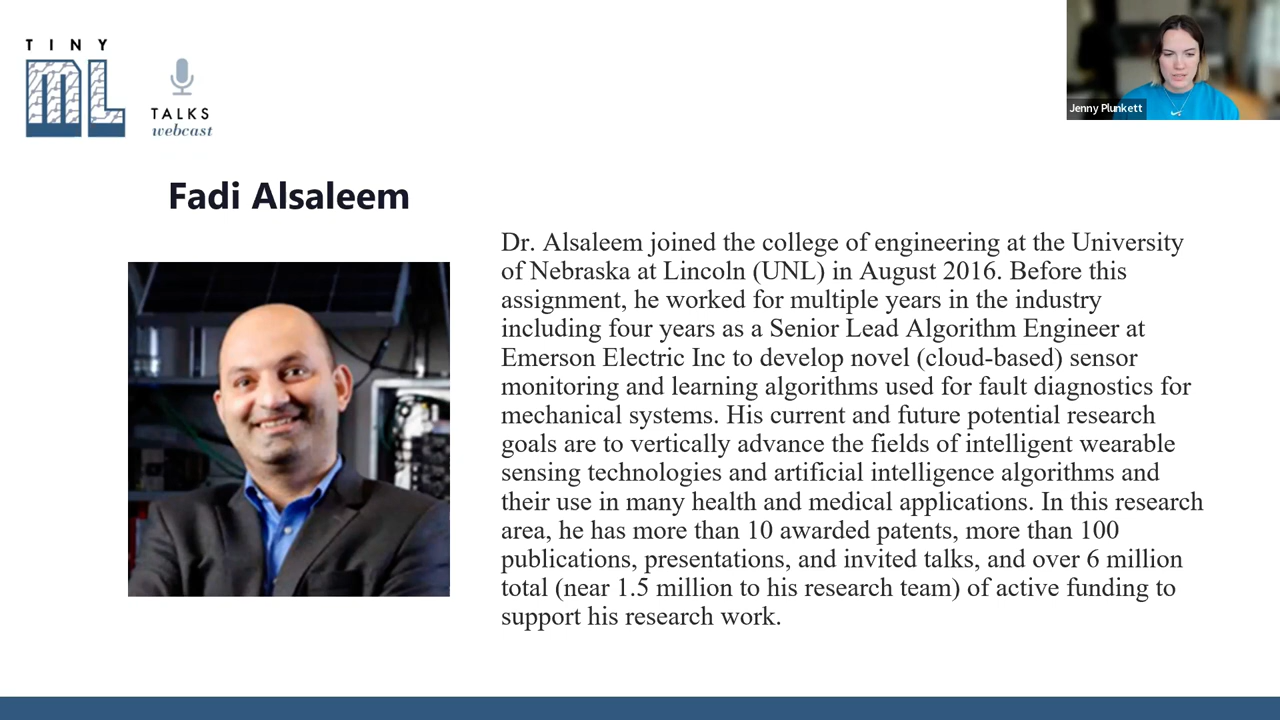 TINY
ML
TALKS
webcast
Jenny Plunkett
Fadi Alsaleem
Dr. Alsaleem joined the college of engineering at the University
of Nebraska at Lincoln (UNL) in August 2016. Before this
assignment, he worked for multiple years in the industry
including four years as a Senior Lead Algorithm Engineer at
Emerson Electric Inc to develop novel (cloud-based) sensor
monitoring and learning algorithms used for fault diagnostics for
mechanical systems. His current and future potential research
goals are to vertically advance the fields of intelligent wearable
sensing technologies and artificial intelligence algorithms and
their use in many health and medical applications. In this research
area, he has more than 10 awarded patents, more than 100
publications, presentations, and invited talks, and over 6 million
total (near 1.5 million to his research team) of active funding to
support his research work.